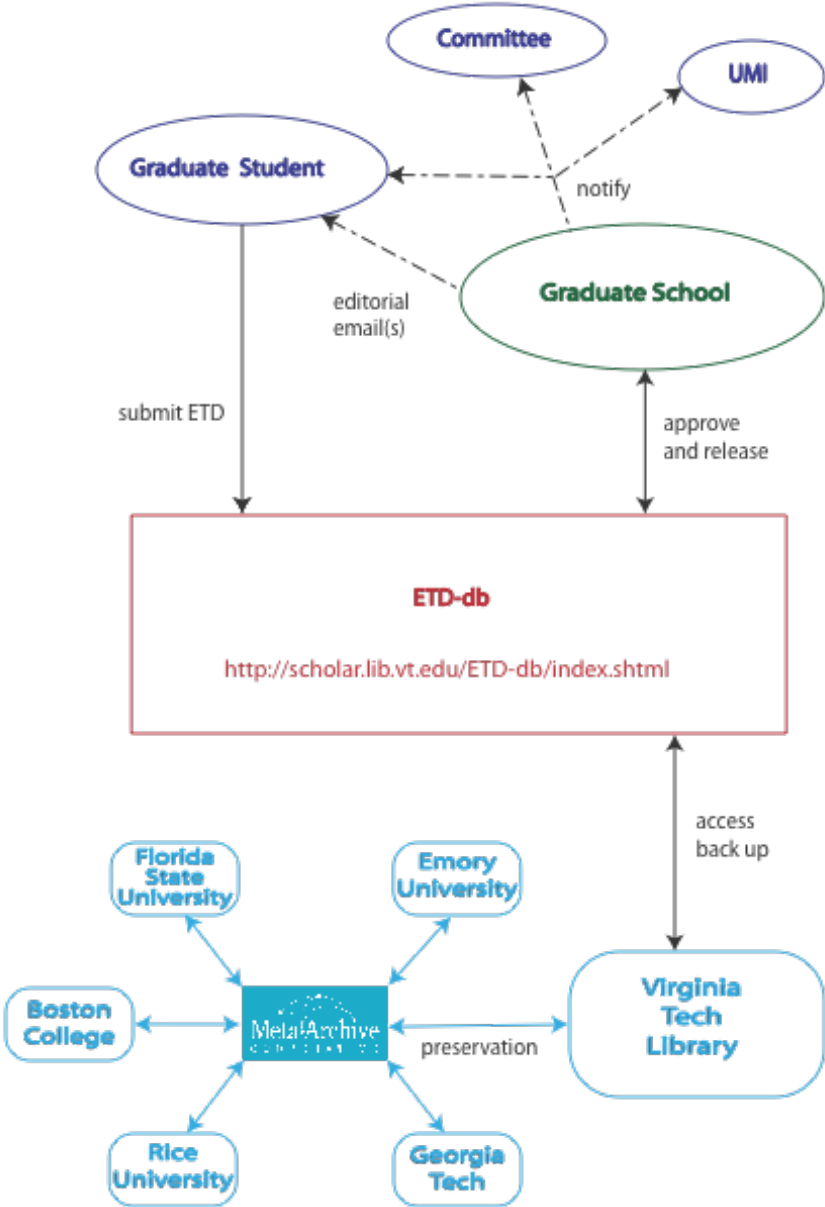 Committee
UMI
Graduate Student
notify
Graduate School
editorial
email(s)
submit ETD
approve
and release
ETD-db
http://scholar.lib.vt.edu/ETD-db/index.shtml
access
back up
Florida
State
University
Emory
University
Virginia
Tech
Library
Boston
College
MetaArchive
preservation
Rice
University
Georgia
Tech